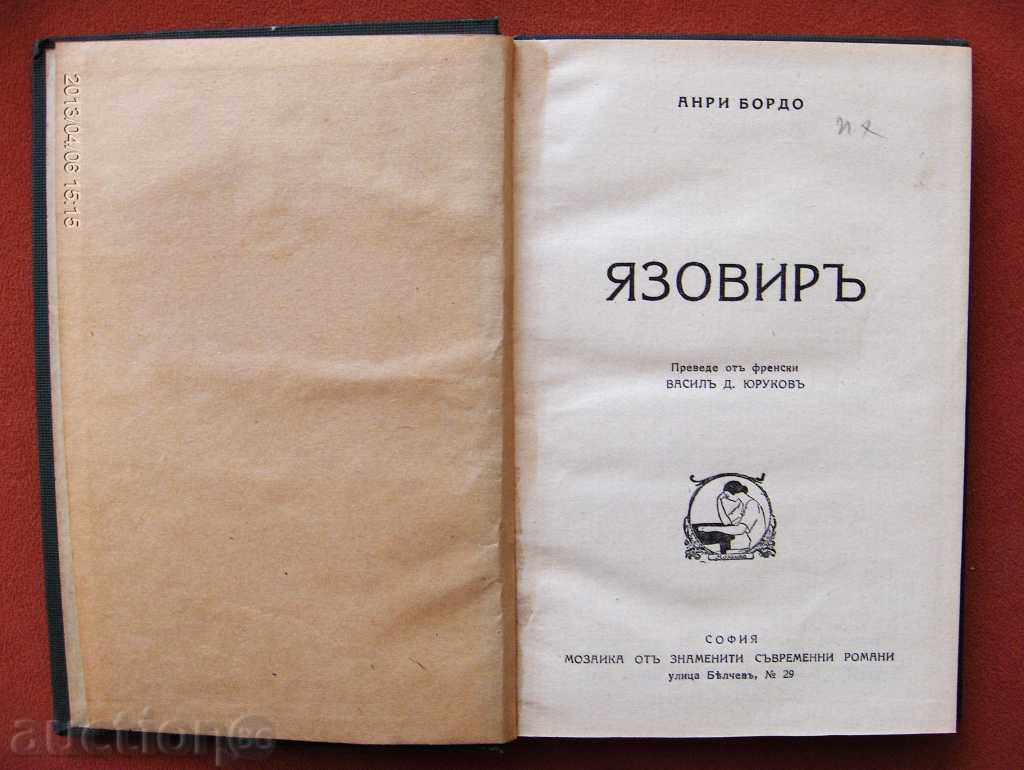 2013/04/06 15:15
АНРИ БОРДО
ЯЗОВИРЪ
Преведе отъ френски
ВАСИЛЪ Д. ЮРУКОВЪ
СОФИЯ
МОЗАИКА ОТЪ ЗНАМЕНИТИ СЪВРЕМЕННИ РОМАНИ
улица Бѣлчевъ, № 29
auction